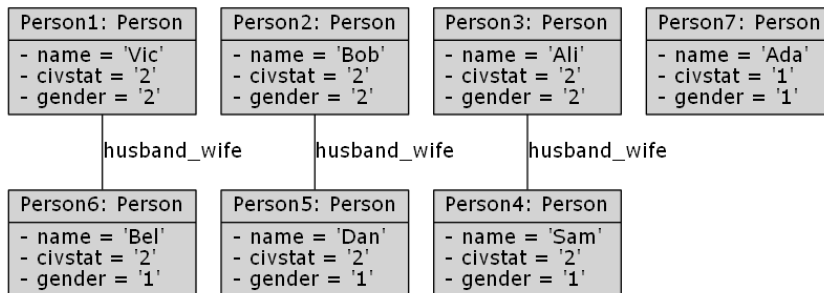 Person1: Person
- name = 'Vic'
- civstat = '2'
- gender = '2'
Person2: Person
- name = 'Bob'
- civstat = '2'
- gender = '2'
Person3: Person
- name = 'Ali'
- civstat = '2'
- gender = '2'
Person7: Person
- name = 'Ada'
- civstat = '1'
- gender = '1'
husband_wife
husband_wife
husband_wife
Person6: Person
- name = 'Bel'
- civstat = '2'
- gender = '1'
Person5: Person
- name = 'Dan'
- civstat = '2'
- gender = '1'
Person4: Person
- name = 'Sam'
- civstat = '2'
- gender = '1'